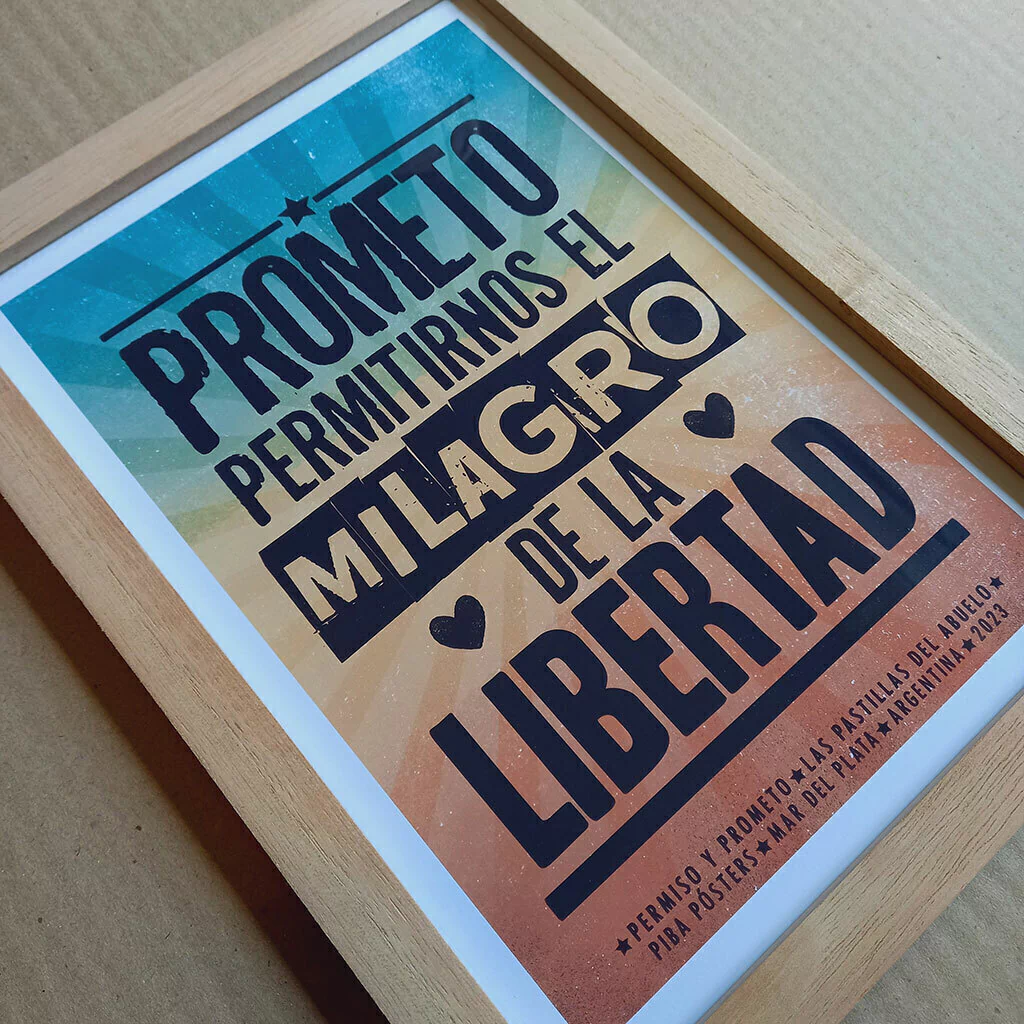 PROMETO
PERMITIRNOS EL
MILAGRO
DE LA
LIBERTAD
★PERMISO Y PROMETO★LAS PASTILLAS DEL ABUELO★
PIBA PÓSTERS★MAR DEL PLATA★ARGENTINA★2023